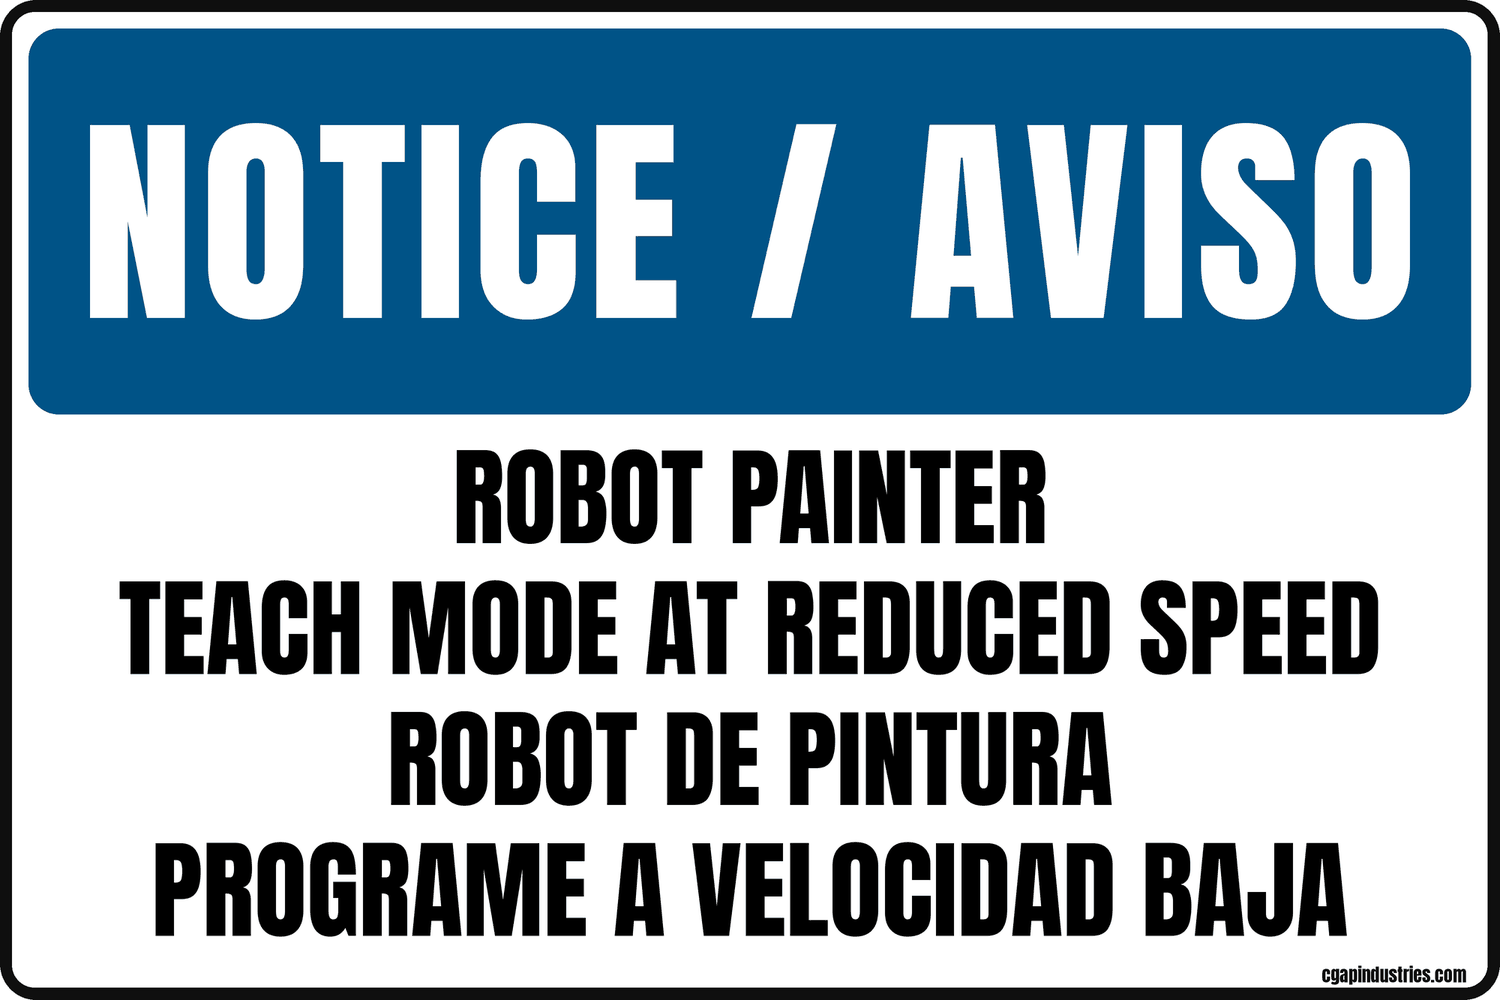 NOTICE / AVISO
ROBOT PAINTER
TEACH MODE AT REDUCED SPEED
ROBOT DE PINTURA
PROGRAME A VELOCIDAD BAJA
cgapindustries.com